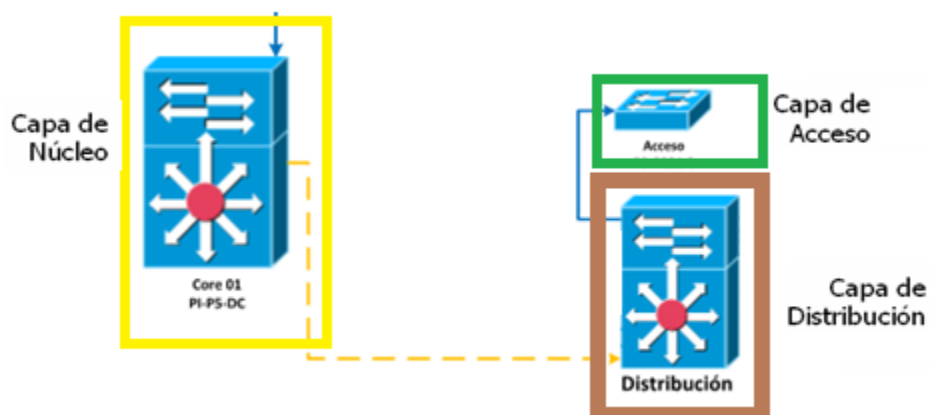 Capa de
Núcleo
Core 01
PI-PS-DC
Acceso
Capa de
Acceso
Capa de
Distribución
Distribución